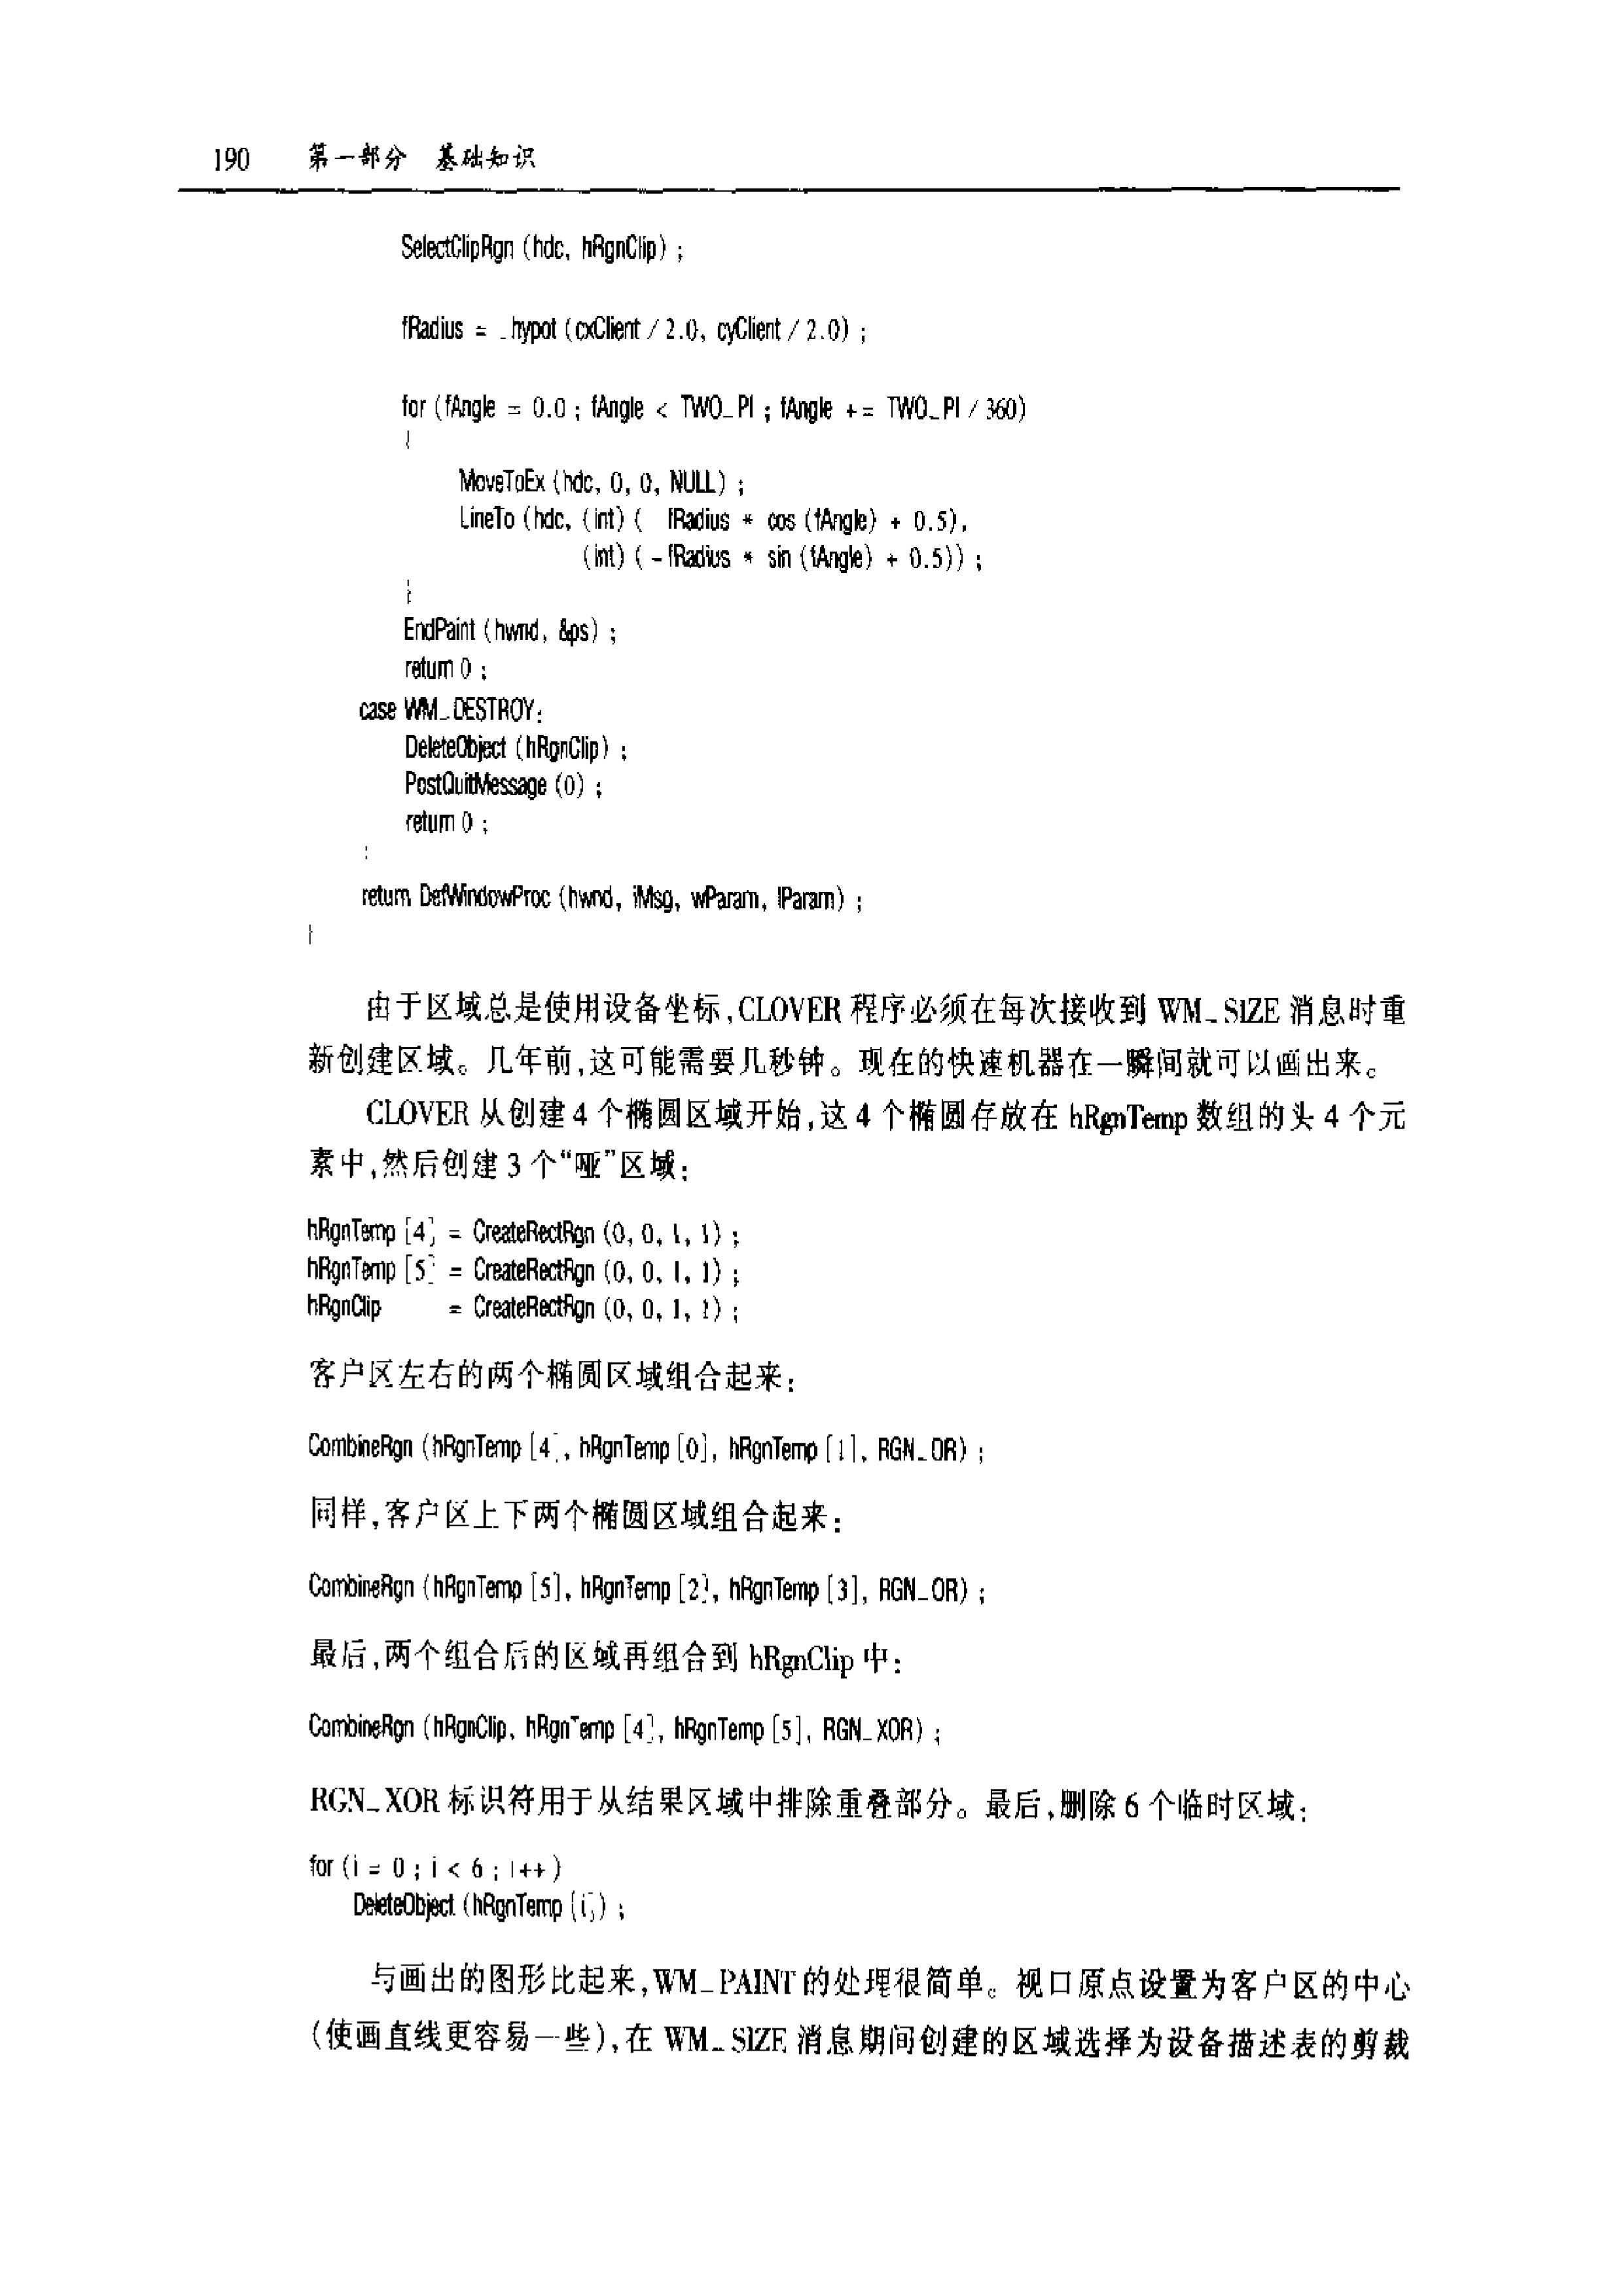 190 第一部分 基础知识
SelectClipRgn (hdc, hRgnClip) ;
fRadius = _hypot (cxClient / 2.0, cyClient / 2.0) ;
for (fAngle = 0.0 ; fAngle < TWO_PI ; fAngle += TWO_PI / 360)
{
MoveToEx (hdc, 0, 0, NULL) ;
LineTo (hdc, (int) ( fRadius * cos (fAngle) + 0.5),
(int) (-fRadius * sin (fAngle) + 0.5)) ;
}
EndPaint (hwnd, &ps) ;
return 0 ;
case WM_DESTROY:
DeleteObject (hRgnClip) ;
PostQuitMessage (0) ;
return 0 ;
}
return DefWindowProc (hwnd, iMsg, wParam, lParam) ;
}
由于区域总是使用设备坐标,CLOVER 程序必须在每次接收到 WM_SIZE 消息时重
新创建区域。几年前,这可能需要几秒钟。现在的快速机器在一瞬间就可以画出来。
CLOVER 从创建 4 个椭圆区域开始,这 4 个椭圆存放在 hRgnTemp 数组的头 4 个元
素中,然后创建 3 个“哑”区域:
hRgnTemp [4] = CreateRectRgn (0, 0, 1, 1) ;
hRgnTemp [5] = CreateRectRgn (0, 0, 1, 1) ;
hRgnClip = CreateRectRgn (0, 0, 1, 1) ;
客户区左右的两个椭圆区域组合起来:
CombineRgn (hRgnTemp [4], hRgnTemp [0], hRgnTemp [1], RGN_OR) ;
同样,客户区上下两个椭圆区域组合起来:
CombineRgn (hRgnTemp [5], hRgnTemp [2], hRgnTemp [3], RGN_OR) ;
最后,两个组合后的区域再组合到 hRgnClip 中:
CombineRgn (hRgnClip, hRgnTemp [4], hRgnTemp [5], RGN_XOR) ;
RGN_XOR 标识符用于从结果区域中排除重叠部分。最后,删除 6 个临时区域:
for (i = 0 ; i < 6 ; i++)
DeleteObject (hRgnTemp [i]) ;
与画出的图形比起来,WM_PAINT 的处理很简单。视口原点设置为客户区的中心
(使画直线更容易一些),在 WM_SIZE 消息期间创建的区域选择为设备描述表的剪裁